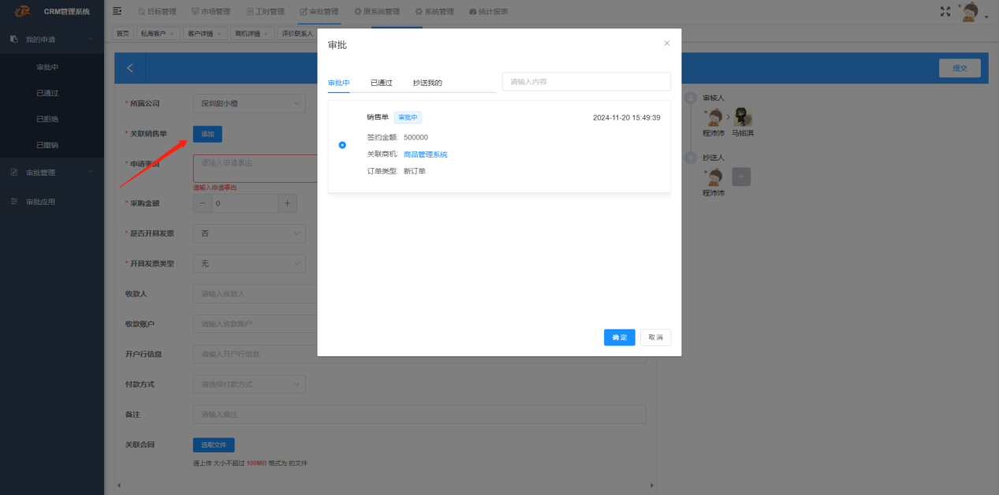 CRM管理系统
目标管理
市场管理
工时管理
审批管理
原系统管理
系统管理
统计报表
首页
私海客户 ×
客户详情 ×
商机详情 ×
评价联系人
我的申请
审批中
已通过
已拒绝
已撤销
审批管理
审批应用
提交
* 所属公司
深圳甜小橙
* 关联销售单
添加
* 申请事由
请输入申请事由
请输入申请事由
* 采购金额
0
* 是否开具发票
否
* 开具发票类型
无
收款人
请输入收款人
收款账户
请输入收款账户
开户行信息
请输入开户行信息
付款方式
请选择付款方式
备注
请输入备注
关联合同
选取文件
请上传 大小不超过 100MB 格式为 的文件
审批
审批中
已通过
抄送我的
请输入内容
销售单
审批中
2024-11-20 15:49:39
签约金额: 500000
关联商机: 商品管理系统
订单类型: 新订单
确 定
取 消
审核人
程沛沛
马铭淇
抄送人
程沛沛